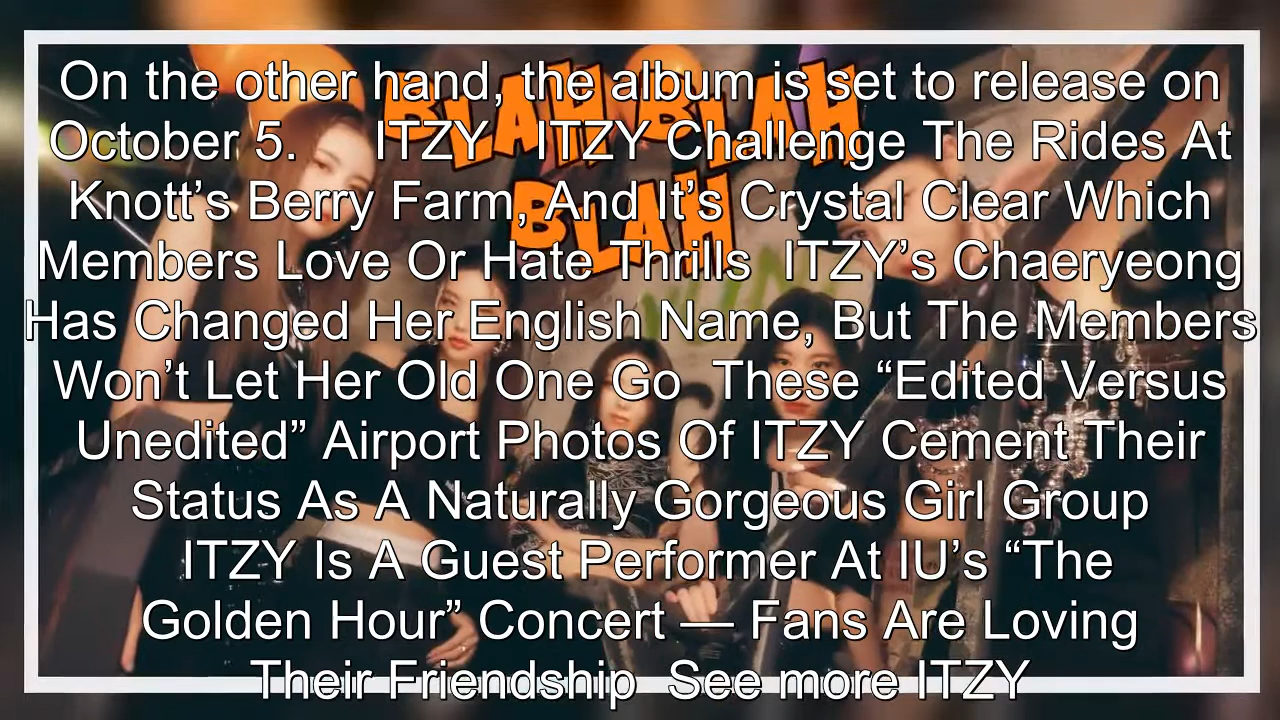 BLAH BLAH
BLAH
On the other hand, the album is set to release on
October 5. ITZY ITZY Challenge The Rides At
Knott’s Berry Farm, And It’s Crystal Clear Which
Members Love Or Hate Thrills ITZY’s Chaeryeong
Has Changed Her English Name, But The Members
Won’t Let Her Old One Go These “Edited Versus
Unedited” Airport Photos Of ITZY Cement Their
Status As A Naturally Gorgeous Girl Group
ITZY Is A Guest Performer At IU’s “The
Golden Hour” Concert — Fans Are Loving
Their Friendship See more ITZY